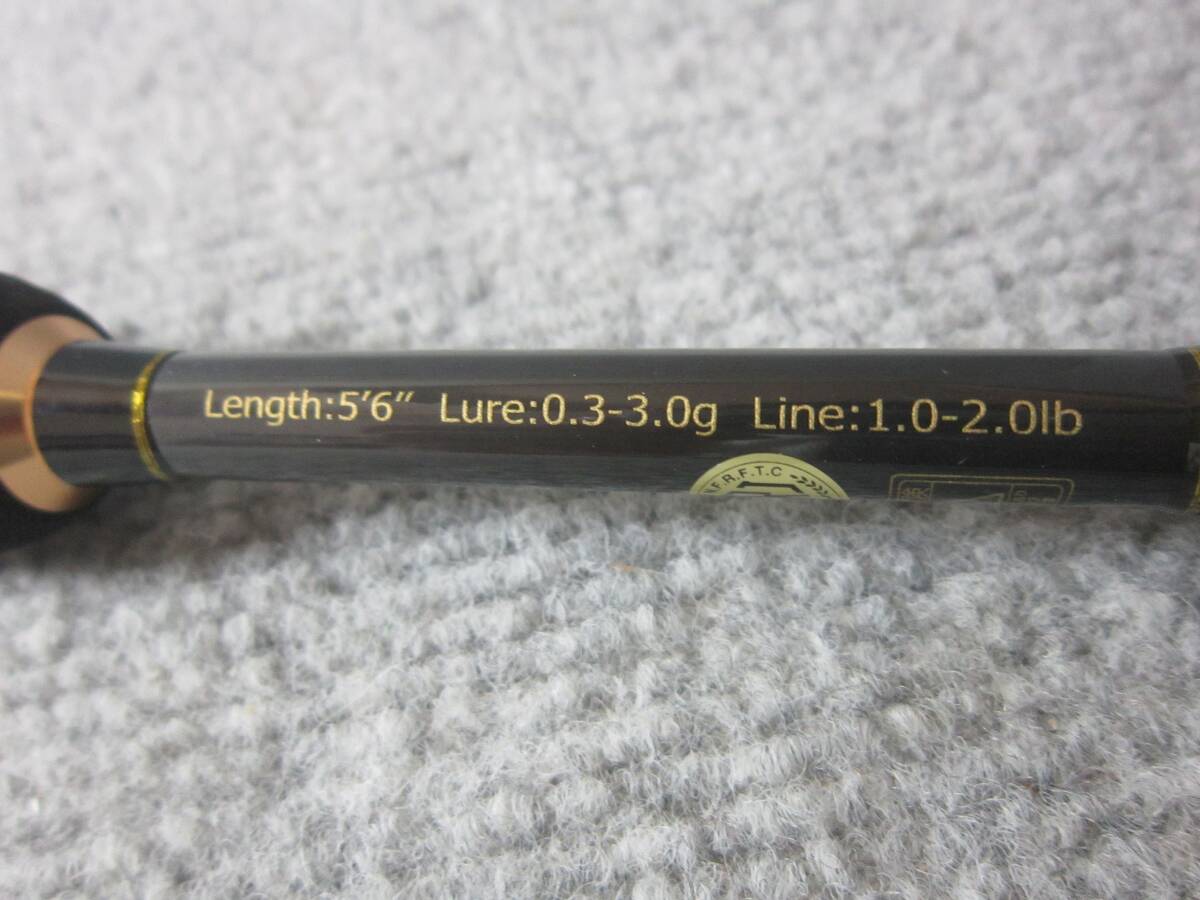 Length:5′6″ Lure:0.3-3.0g Line:1.0-2.0lb
F.R.F.T.C